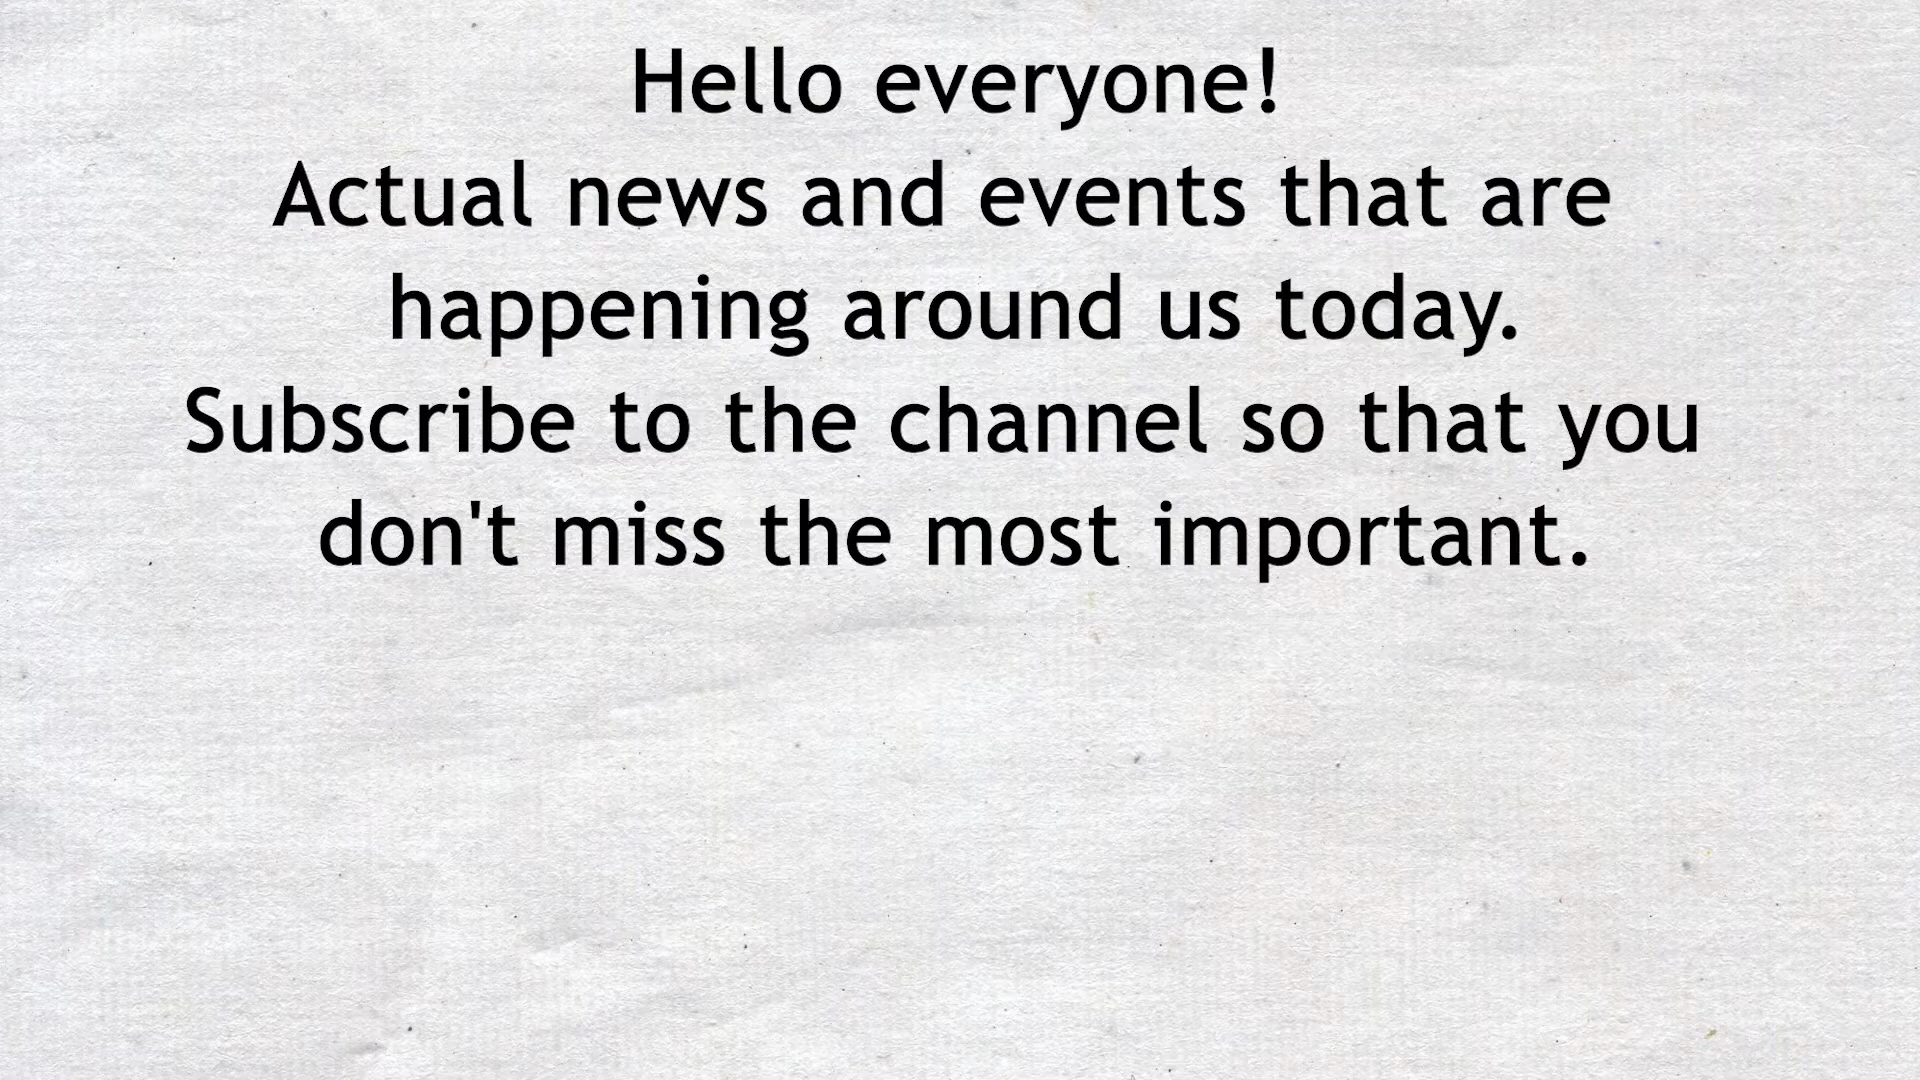 Hello everyone!
Actual news and events that are
happening around us today.
Subscribe to the channel so that you
don't miss the most important.